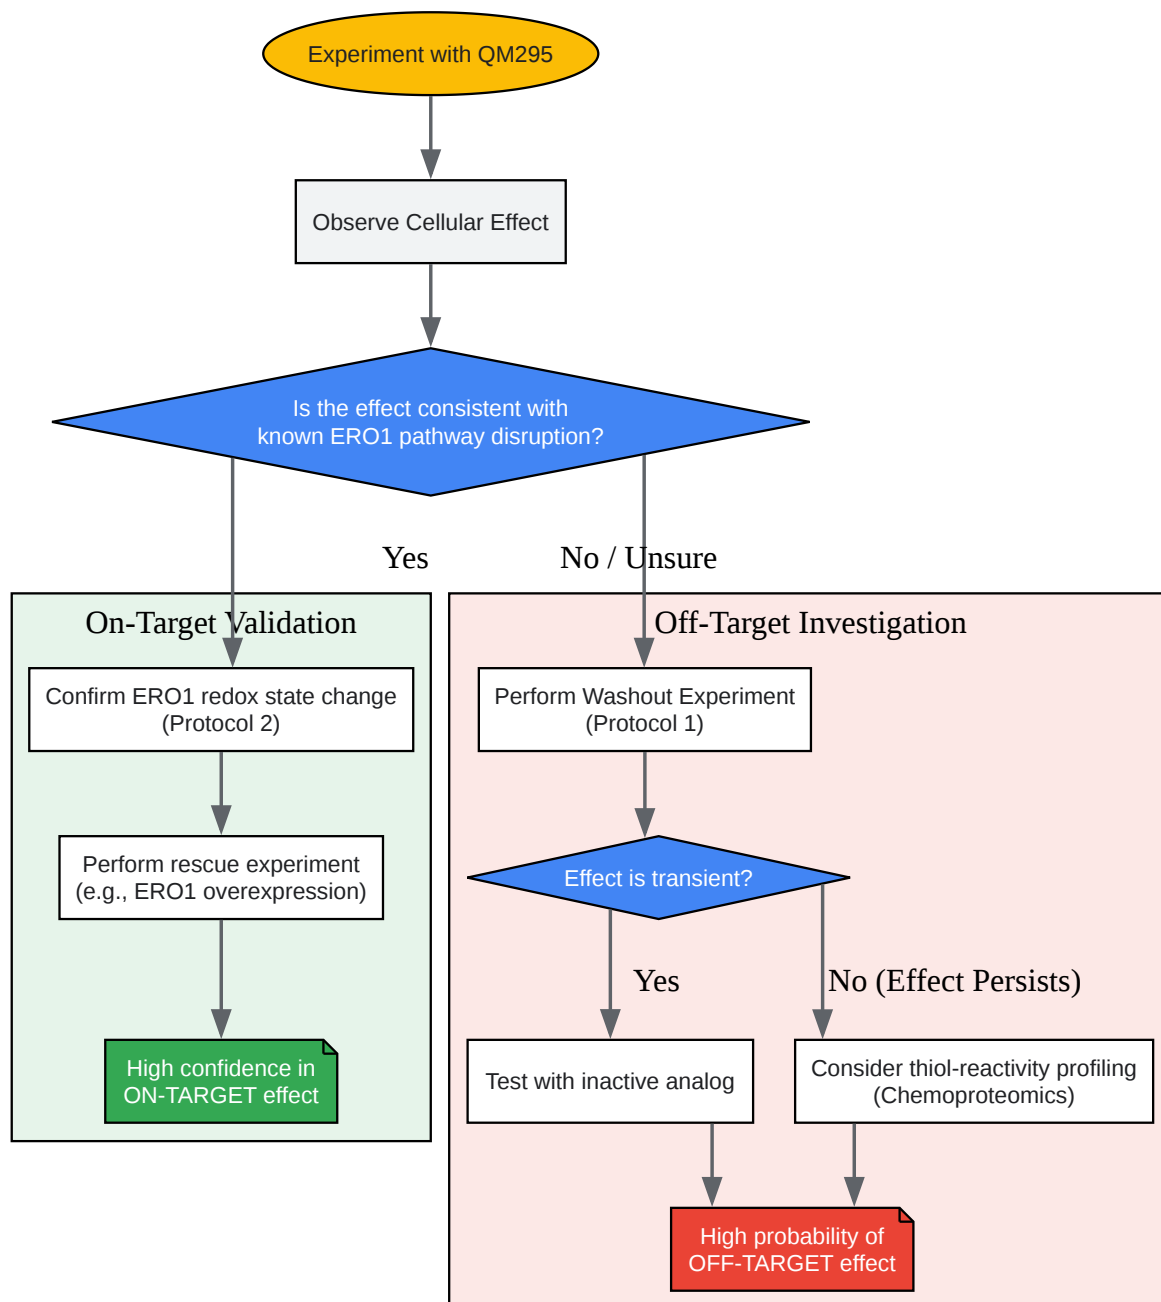 Experiment with QM295
Observe Cellular Effect
Is the effect consistent with
known ERO1 pathway disruption?
Yes
No / Unsure
On-Target Validation
Confirm ERO1 redox state change
(Protocol 2)
Perform rescue experiment
(e.g., ERO1 overexpression)
High confidence in
ON-TARGET effect
Off-Target Investigation
Perform Washout Experiment
(Protocol 1)
Effect is transient?
Yes
No (Effect Persists)
Test with inactive analog
Consider thiol-reactivity profiling
(Chemoproteomics)
High probability of
OFF-TARGET effect